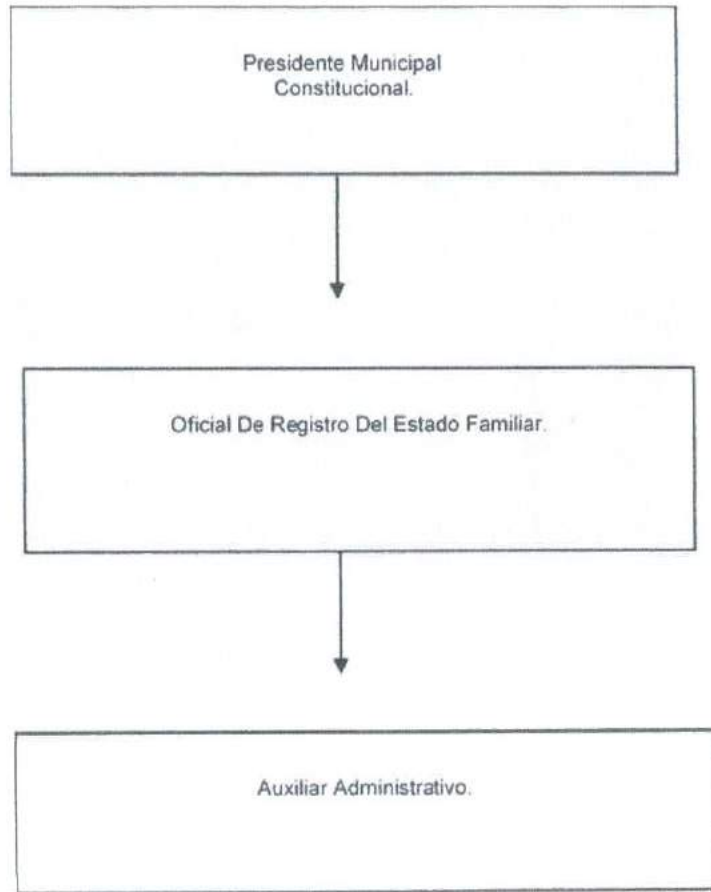 Presidente Municipal
Constitucional.
Oficial De Registro Del Estado Familiar.
Auxiliar Administrativo.